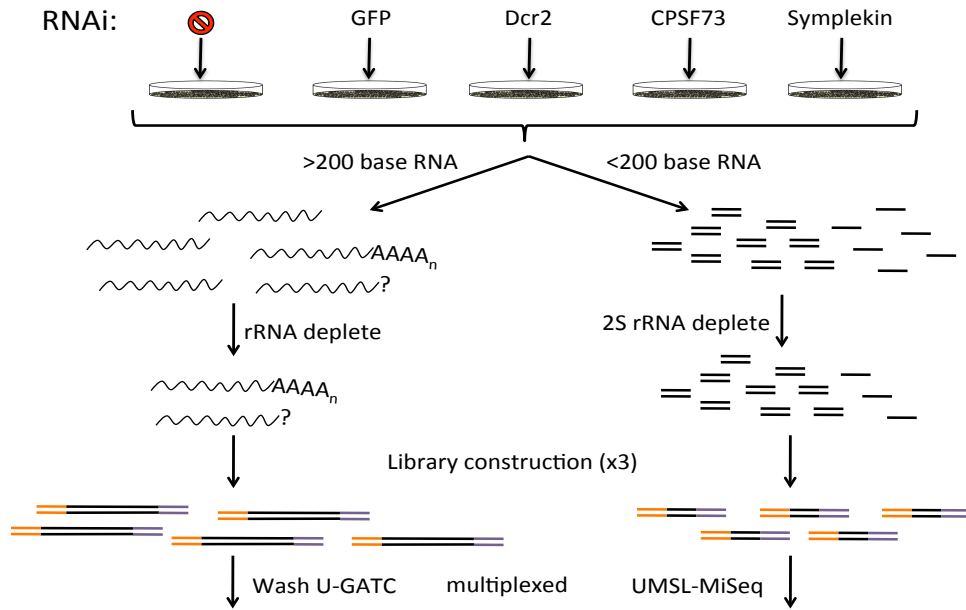 RNAi: GFP Dcr2 CPSF73 Symplekin
>200 base RNA <200 base RNA
AAAAn
?
rRNA deplete 2S rRNA deplete
AAAAn
?
Library construction (x3)
Wash U-GATC multiplexed UMSL-MiSeq